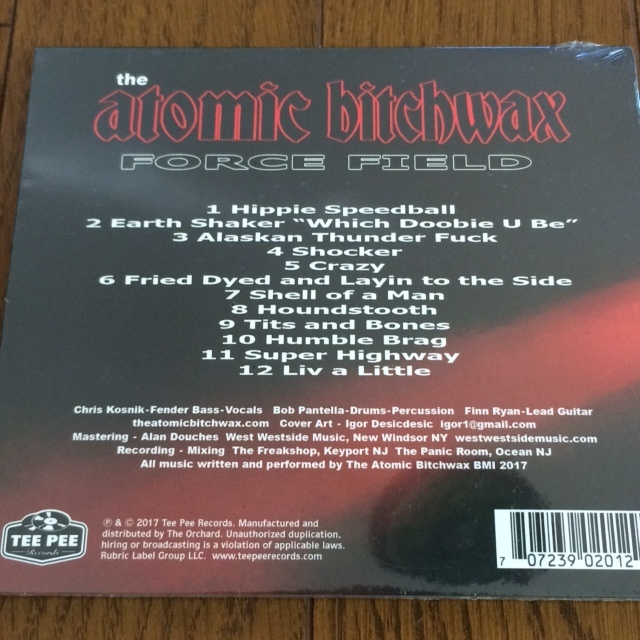 the
atomic bitchwax
FORCE FIELD
1 Hippie Speedball
2 Earth Shaker "Which Doobie U Be"
3 Alaskan Thunder Fuck
4 Shocker
5 Crazy
6 Fried Dyed and Layin to the Side
7 Shell of a Man
8 Houndstooth
9 Tits and Bones
10 Humble Brag
11 Super Highway
12 Liv a Little
Chris Kosnik-Fender Bass-Vocals Bob Pantella-Drums-Percussion Finn Ryan-Lead Guitar
theatomicbitchwax.com Cover Art - Igor Desicdesic igor1@gmail.com
Mastering - Alan Douches West Westside Music, New Windsor NY westwestsidemusic.com
Recording - Mixing The Freakshop, Keyport NJ The Panic Room, Ocean NJ
All music written and performed by The Atomic Bitchwax BMI 2017
TEE PEE
Records
℗ & © 2017 Tee Pee Records. Manufactured and
distributed by The Orchard. Unauthorized duplication,
hiring or broadcasting is a violation of applicable laws.
Rubric Label Group LLC. www.teepeerecords.com
7 07239 02012